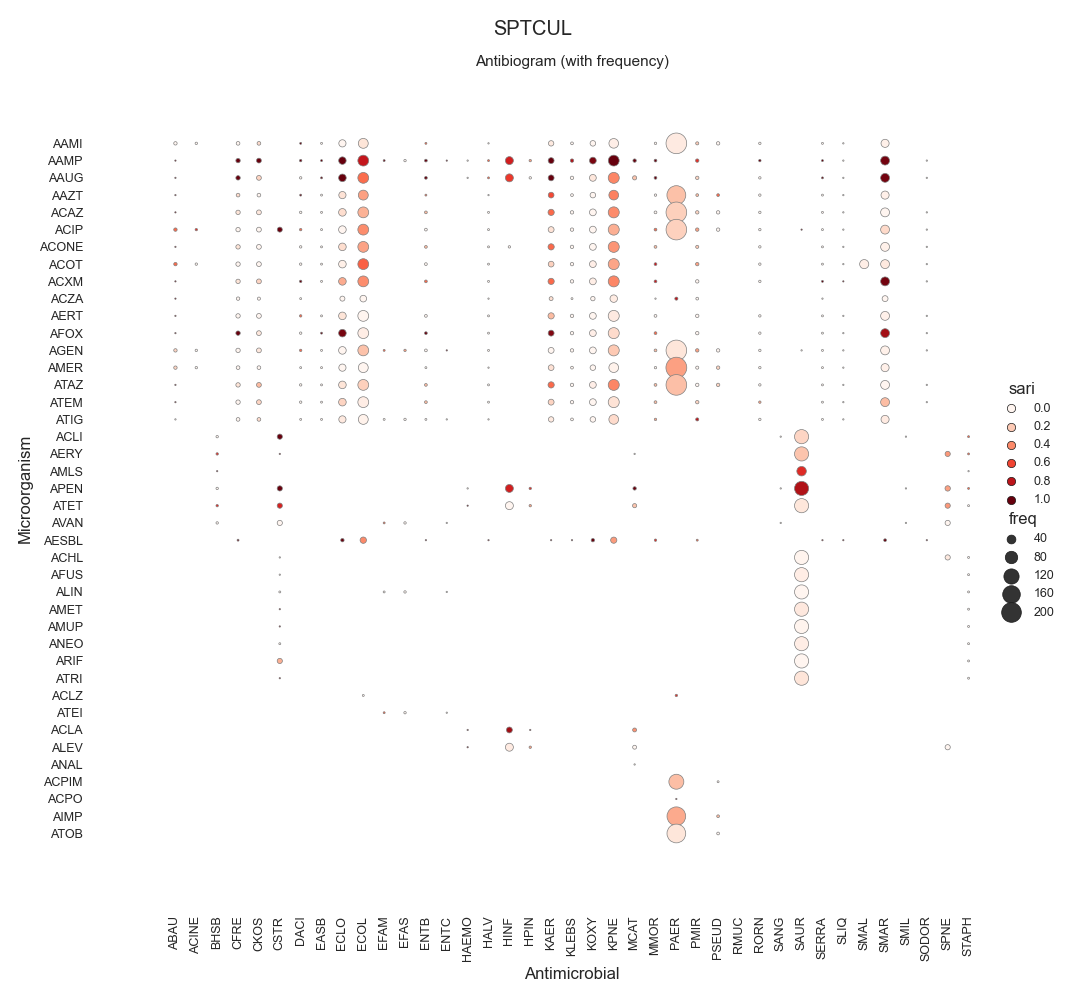 SPTCUL
Antibiogram (with frequency)
Microorganism
AAMI
AAMP
AAUG
AAZT
ACAZ
ACIP
ACONE
ACOT
ACXM
ACZA
AERT
AFOX
AGEN
AMER
ATAZ
ATEM
ATIG
ACLI
AERY
AMLS
APEN
ATET
AVAN
AESBL
ACHL
AFUS
ALIN
AMET
AMUP
ANEO
ARIF
ATRI
ACLZ
ATEI
ACLA
ALEV
ANAL
ACPIM
ACPO
AIMP
ATOB
sari
0.0
0.2
0.4
0.6
0.8
1.0
freq
40
80
120
160
200
ABAU
ACINE
BHSB
CFRE
CKOS
CSTR
DACI
EASB
ECLO
ECOL
EFAM
EFAS
ENTB
ENTC
HAEMO
HALV
HINF
HPIN
KAER
KLEBS
KOXY
KPNE
MCAT
MMOR
PAER
PMIR
PSEUD
RMUC
RORN
SANG
SAUR
SERRA
SLIQ
SMAL
SMAR
SMIL
SODOR
SPNE
STAPH
Antimicrobial